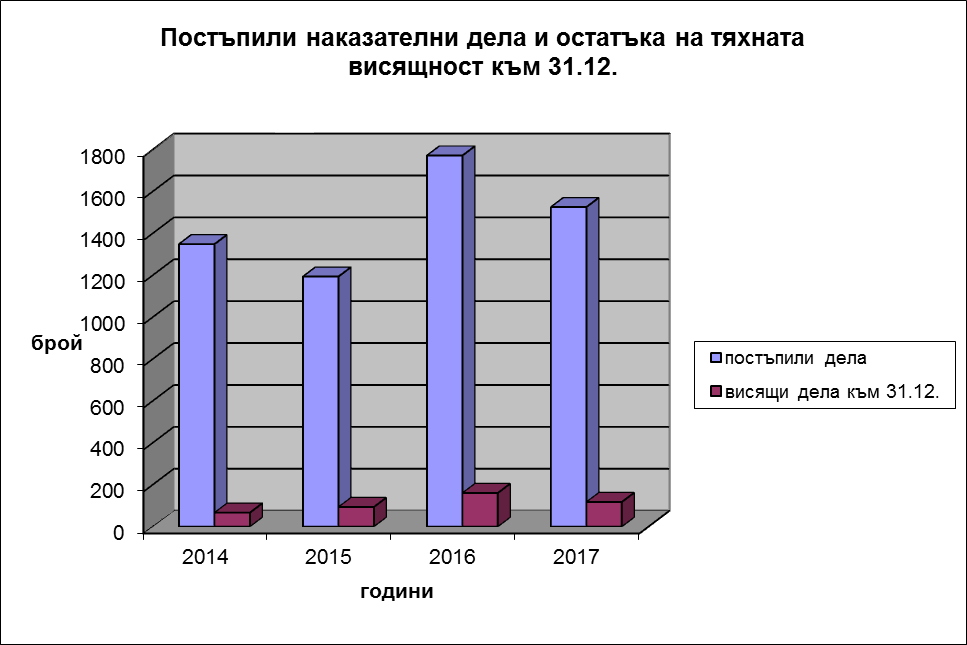 Постъпили наказателни дела и остатъка на тяхната
висящност към 31.12.
1800
1600
1400
1200
1000
800
600
400
200
0
брой
2014 2015 2016 2017
години
постъпили дела
висящи дела към 31.12.